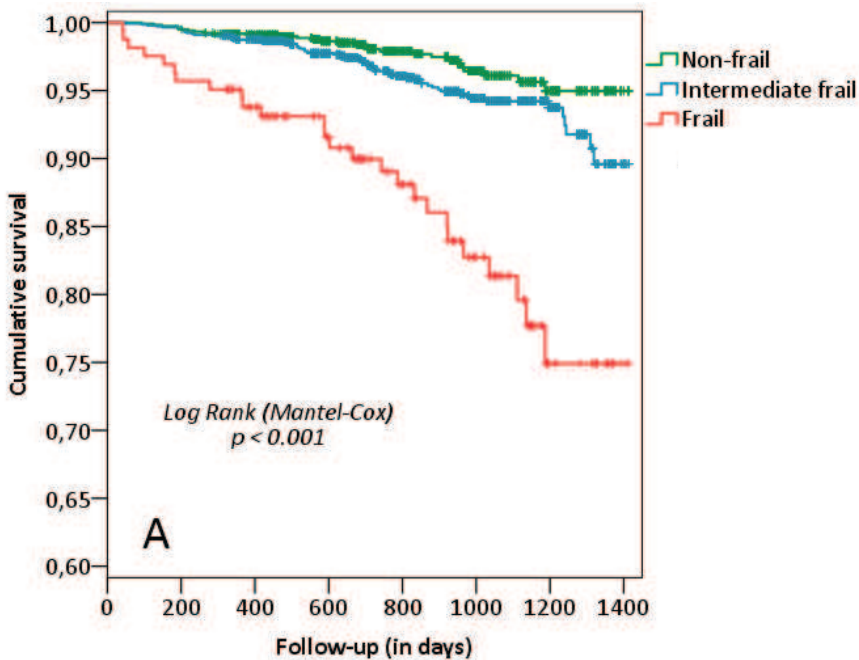 1,00
0,95
0,90
0,85
0,80
0,75
0,70
0,65
0,60
Cumulative survival
Non-frail
Intermediate frail
Frail
Log Rank (Mantel-Cox)
p < 0.001
A
0 200 400 600 800 1000 1200 1400
Follow-up (in days)